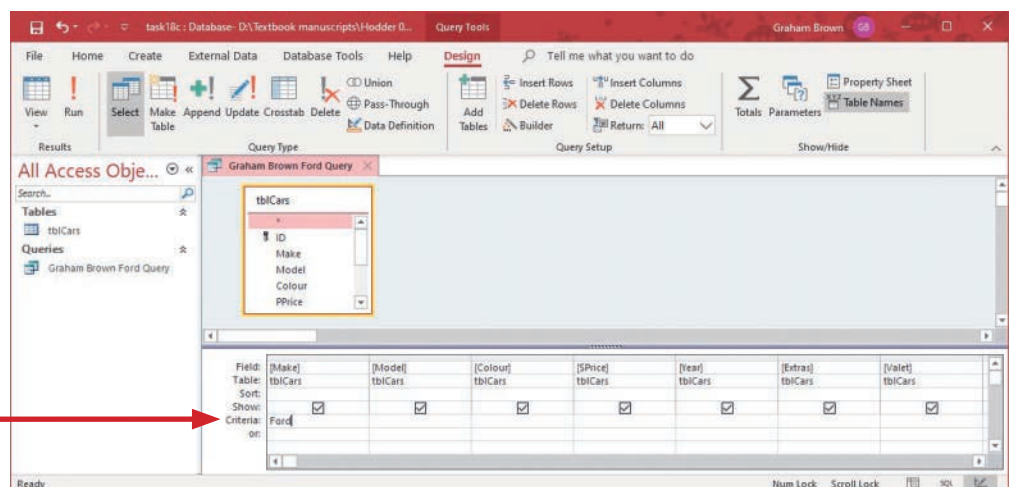 task18c : Database- D:\Textbook manuscripts\Hodder 0... Query Tools Graham Brown GB
File Home Create External Data Database Tools Help Design Tell me what you want to do
View Run Select Make Table Append Update Crosstab Delete Union Pass-Through Data Definition Add Tables Insert Rows Delete Rows Builder Insert Columns Delete Columns Return: All Totals Parameters Property Sheet Table Names
Results Query Type Query Setup Show/Hide
All Access Obje...
Search...
Tables
tblCars
Queries
Graham Brown Ford Query
Graham Brown Ford Query
tblCars
*
ID
Make
Model
Colour
PPrice
Field: [Make] [Model] [Colour] [SPrice] [Year] [Extras] [Valet]
Table: tblCars tblCars tblCars tblCars tblCars tblCars tblCars
Sort:
Show:
Criteria: Ford
or:
Ready Num Lock Scroll Lock SQL